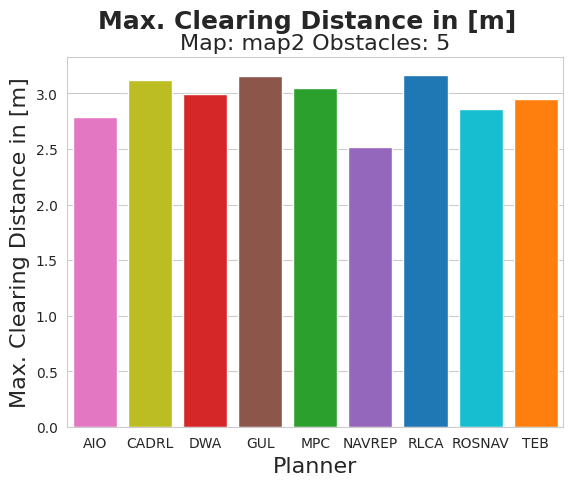 Max. Clearing Distance in [m]
Map: map2 Obstacles: 5
Max. Clearing Distance in [m]
3.0
2.5
2.0
1.5
1.0
0.5
0.0
AIO CADRL DWA GUL MPC NAVREP RLCA ROSNAV TEB
Planner